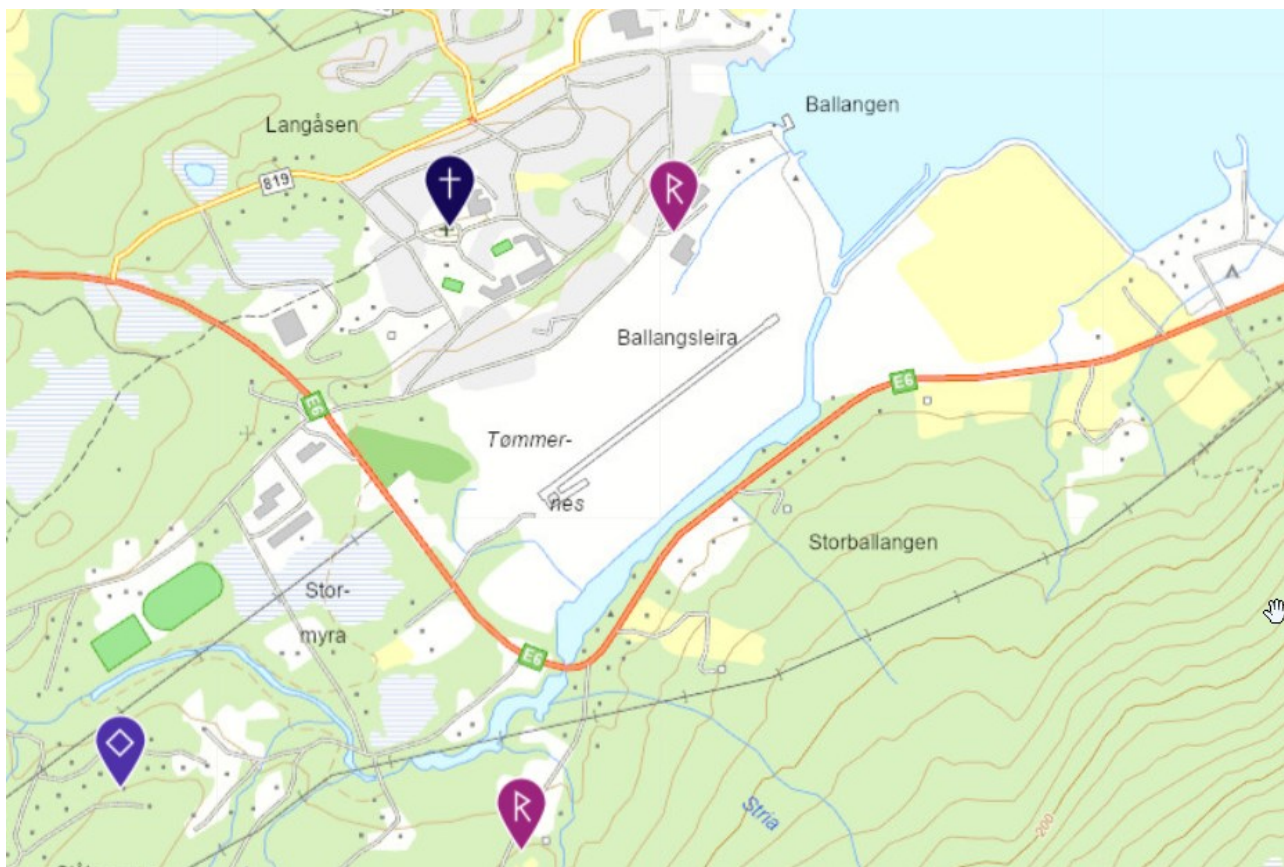 Ballangen
Langåsen
819
Ballangsleira
E6
E6
Tømmer-
nes
Storballangen
Stor-
myra
E6
Stria
200